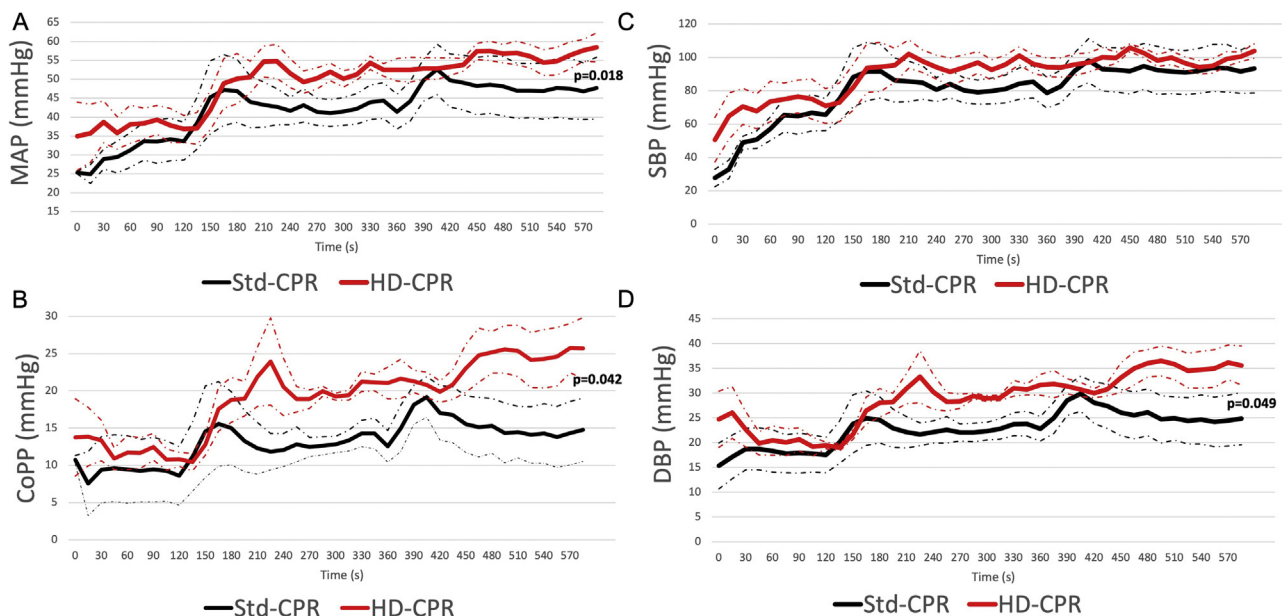 A
MAP (mmHg)
65
60
55
50
45
40
35
30
25
20
15
p=0.018
0 30 60 90 120 150 180 210 240 270 300 330 360 390 420 450 480 510 540 570
Time (s)
Std-CPR HD-CPR
C
SBP (mmHg)
120
100
80
60
40
20
0
0 30 60 90 120 150 180 210 240 270 300 330 360 390 420 450 480 510 540 570
Time (s)
Std-CPR HD-CPR
B
CoPP (mmHg)
30
25
20
15
10
5
0
p=0.042
0 30 60 90 120 150 180 210 240 270 300 330 360 390 420 450 480 510 540 570
Time (s)
Std-CPR HD-CPR
D
DBP (mmHg)
45
40
35
30
25
20
15
10
5
0
p=0.049
0 30 60 90 120 150 180 210 240 270 300 330 360 390 420 450 480 510 540 570
Time (s)
Std-CPR HD-CPR